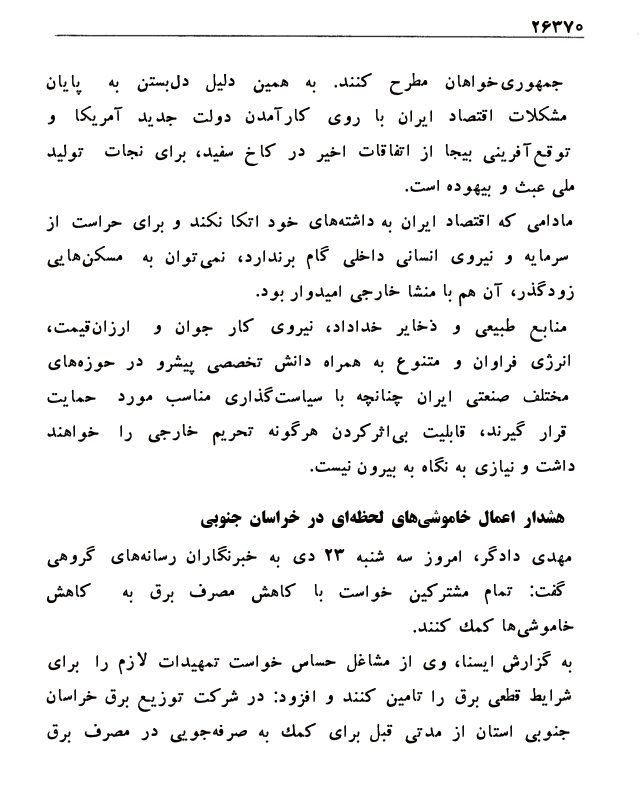 ۲۶۳۷۰
جمهوری‌خواهان مطرح کنند. به همین دلیل دل‌بستن به پایان
مشکلات اقتصاد ایران با روی کارآمدن دولت جدید آمریکا و
توقع‌آفرینی بیجا از اتفاقات اخیر در کاخ سفید، برای نجات تولید
ملی عبث و بیهوده است.
مادامی که اقتصاد ایران به داشته‌های خود اتکا نکند و برای حراست از
سرمایه و نیروی انسانی داخلی گام برندارد، نمی‌توان به مسکن‌هایی
زودگذر، آن هم با منشا خارجی امیدوار بود.
منابع طبیعی و ذخایر خداداد، نیروی کار جوان و ارزان‌قیمت،
انرژی فراوان و متنوع به همراه دانش تخصصی پیشرو در حوزه‌های
مختلف صنعتی ایران چنانچه با سیاست‌گذاری مناسب مورد حمایت
قرار گیرند، قابلیت بی‌اثرکردن هرگونه تحریم خارجی را خواهند
داشت و نیازی به نگاه به بیرون نیست.
هشدار اعمال خاموشی‌های لحظه‌ای در خراسان جنوبی
مهدی دادگر، امروز سه شنبه ۲۳ دی به خبرنگاران رسانه‌های گروهی
گفت: تمام مشترکین خواست با کاهش مصرف برق به کاهش
خاموشی‌ها کمك کنند.
به گزارش ایسنا، وی از مشاغل حساس خواست تمهیدات لازم را برای
شرایط قطعی برق را تامین کنند و افزود: در شرکت توزیع برق خراسان
جنوبی استان از مدتی قبل برای کمك به صرفه‌جویی در مصرف برق